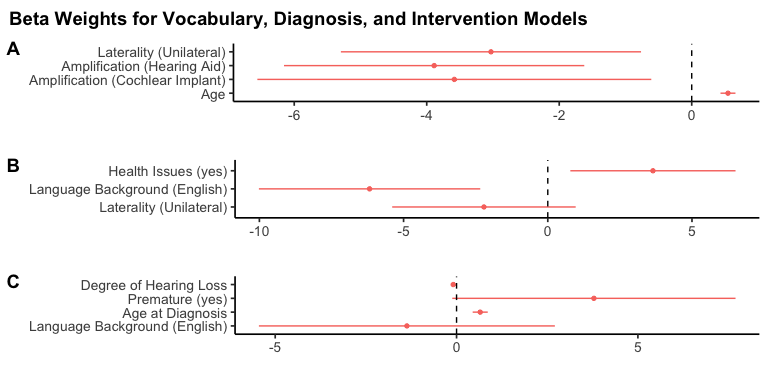 Beta Weights for Vocabulary, Diagnosis, and Intervention Models
A
Laterality (Unilateral)
Amplification (Hearing Aid)
Amplification (Cochlear Implant)
Age
-6 -4 -2 0
B
Health Issues (yes)
Language Background (English)
Laterality (Unilateral)
-10 -5 0 5
C
Degree of Hearing Loss
Premature (yes)
Age at Diagnosis
Language Background (English)
-5 0 5